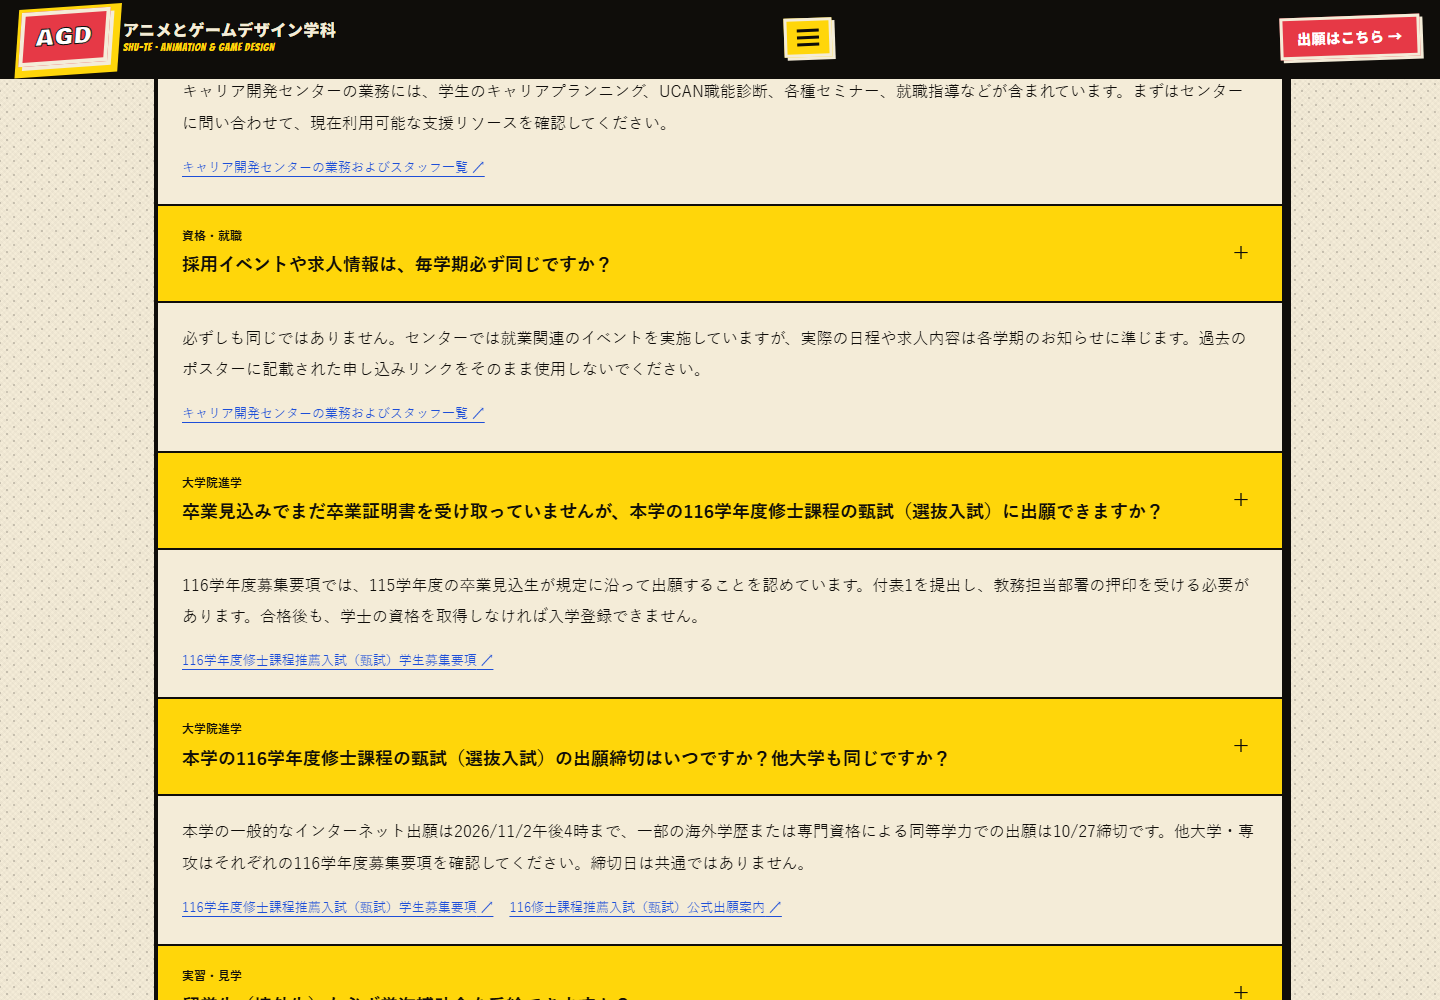 AGD
アニメとゲームデザイン学科
SHU-TE · ANIMATION & GAME DESIGN
出願はこちら →
キャリア開発センターの業務には、学生のキャリアプランニング、UCAN職能診断、各種セミナー、就職指導などが含まれています。まずはセンター
に問い合わせて、現在利用可能な支援リソースを確認してください。
キャリア開発センターの業務およびスタッフ一覧 ↗
資格・就職
採用イベントや求人情報は、毎学期必ず同じですか？
必ずしも同じではありません。センターでは就業関連のイベントを実施していますが、実際の日程や求人内容は各学期のお知らせに準じます。過去の
ポスターに記載された申し込みリンクをそのまま使用しないでください。
キャリア開発センターの業務およびスタッフ一覧 ↗
大学院進学
卒業見込みでまだ卒業証明書を受け取っていませんが、本学の116学年度修士課程の甄試（選抜入試）に出願できますか？
116学年度募集要項では、115学年度の卒業見込生が規定に沿って出願することを認めています。付表1を提出し、教務担当部署の押印を受ける必要が
あります。合格後も、学士の資格を取得しなければ入学登録できません。
116学年度修士課程推薦入試（甄試）学生募集要項 ↗
大学院進学
本学の116学年度修士課程の甄試（選抜入試）の出願締切はいつですか？他大学も同じですか？
本学の一般的なインターネット出願は2026/11/2午後4時まで、一部の海外学歴または専門資格による同等学力での出願は10/27締切です。他大学・専
攻はそれぞれの116学年度募集要項を確認してください。締切日は共通ではありません。
116学年度修士課程推薦入試（甄試）学生募集要項 ↗ 116修士課程推薦入試（甄試）公式出願案内 ↗
実習・見学